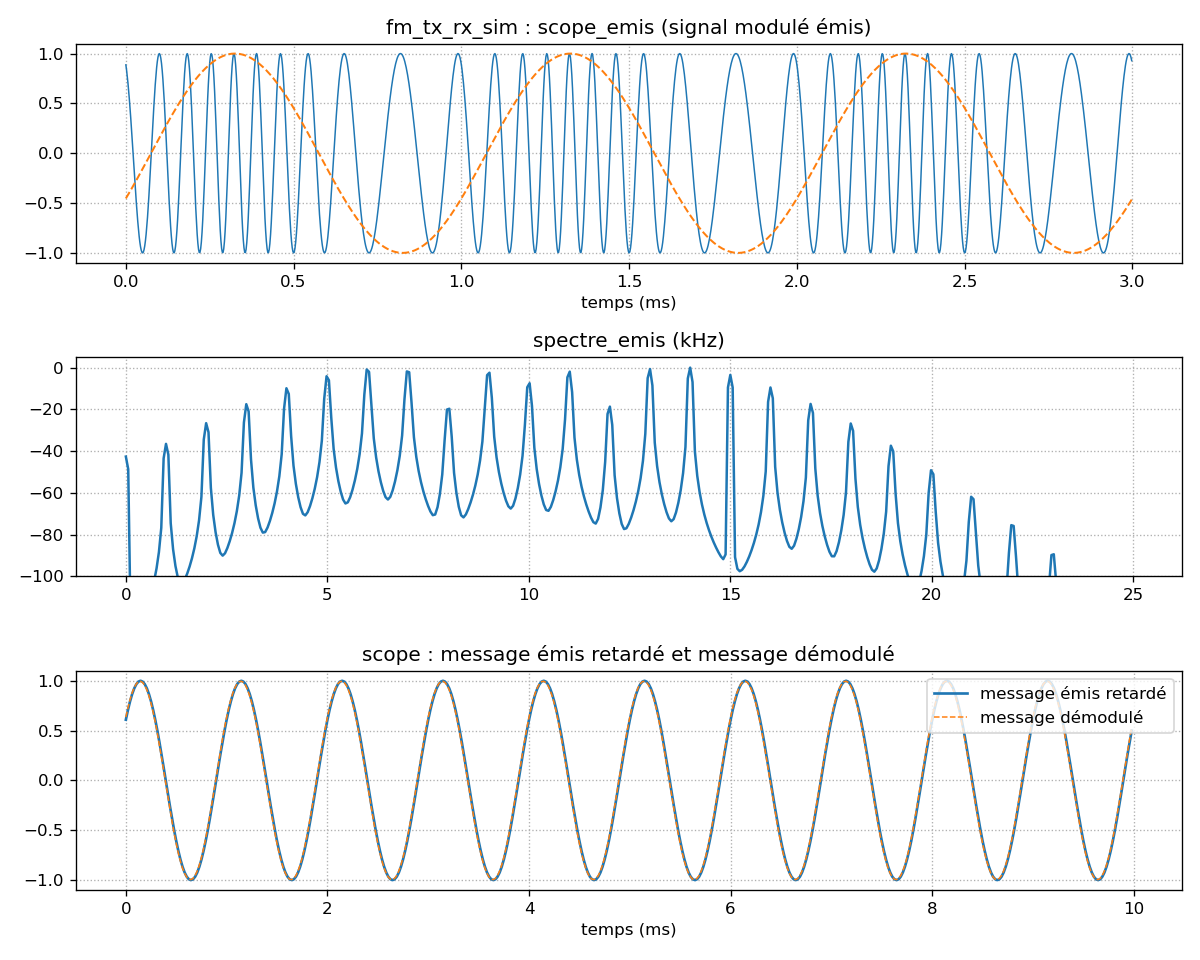 fm_tx_rx_sim : scope_emis (signal modulé émis)
1.0
0.5
0.0
−0.5
−1.0
0.0 0.5 1.0 1.5 2.0 2.5 3.0
temps (ms)
spectre_emis (kHz)
0
−20
−40
−60
−80
−100
0 5 10 15 20 25
scope : message émis retardé et message démodulé
1.0
0.5
0.0
−0.5
−1.0
message émis retardé
message démodulé
0 2 4 6 8 10
temps (ms)